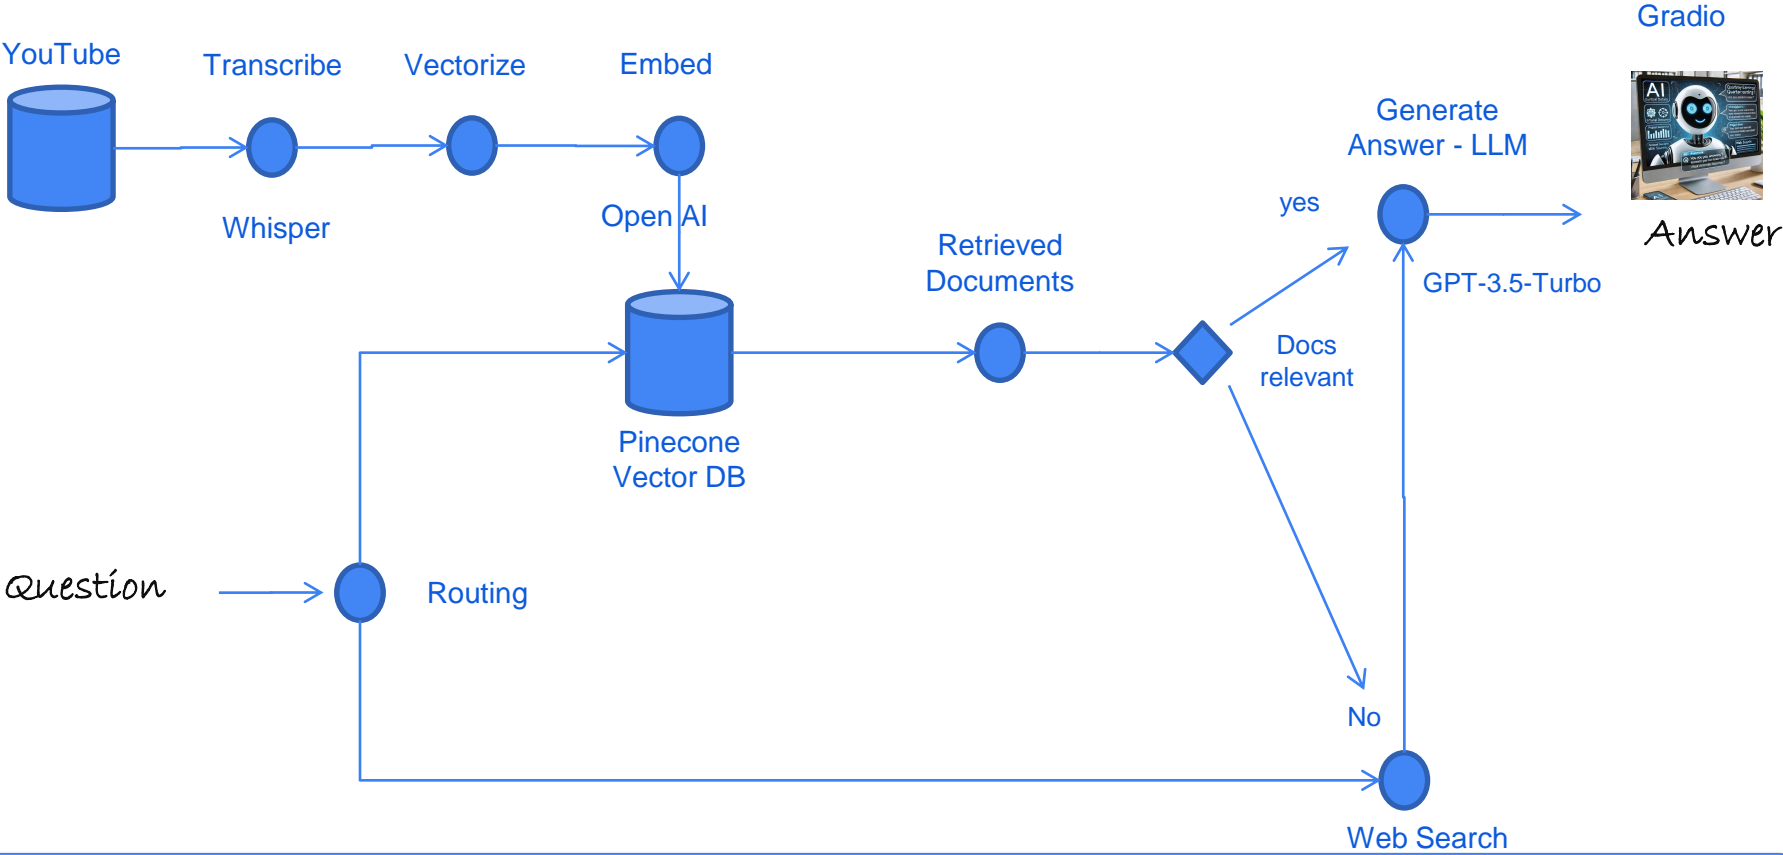 Gradio
YouTube
Transcribe
Vectorize
Embed
AI
Generate
Answer - LLM
Whisper
Open AI
yes
Answer
Retrieved
Documents
GPT-3.5-Turbo
Docs
relevant
Pinecone
Vector DB
Question
Routing
No
Web Search